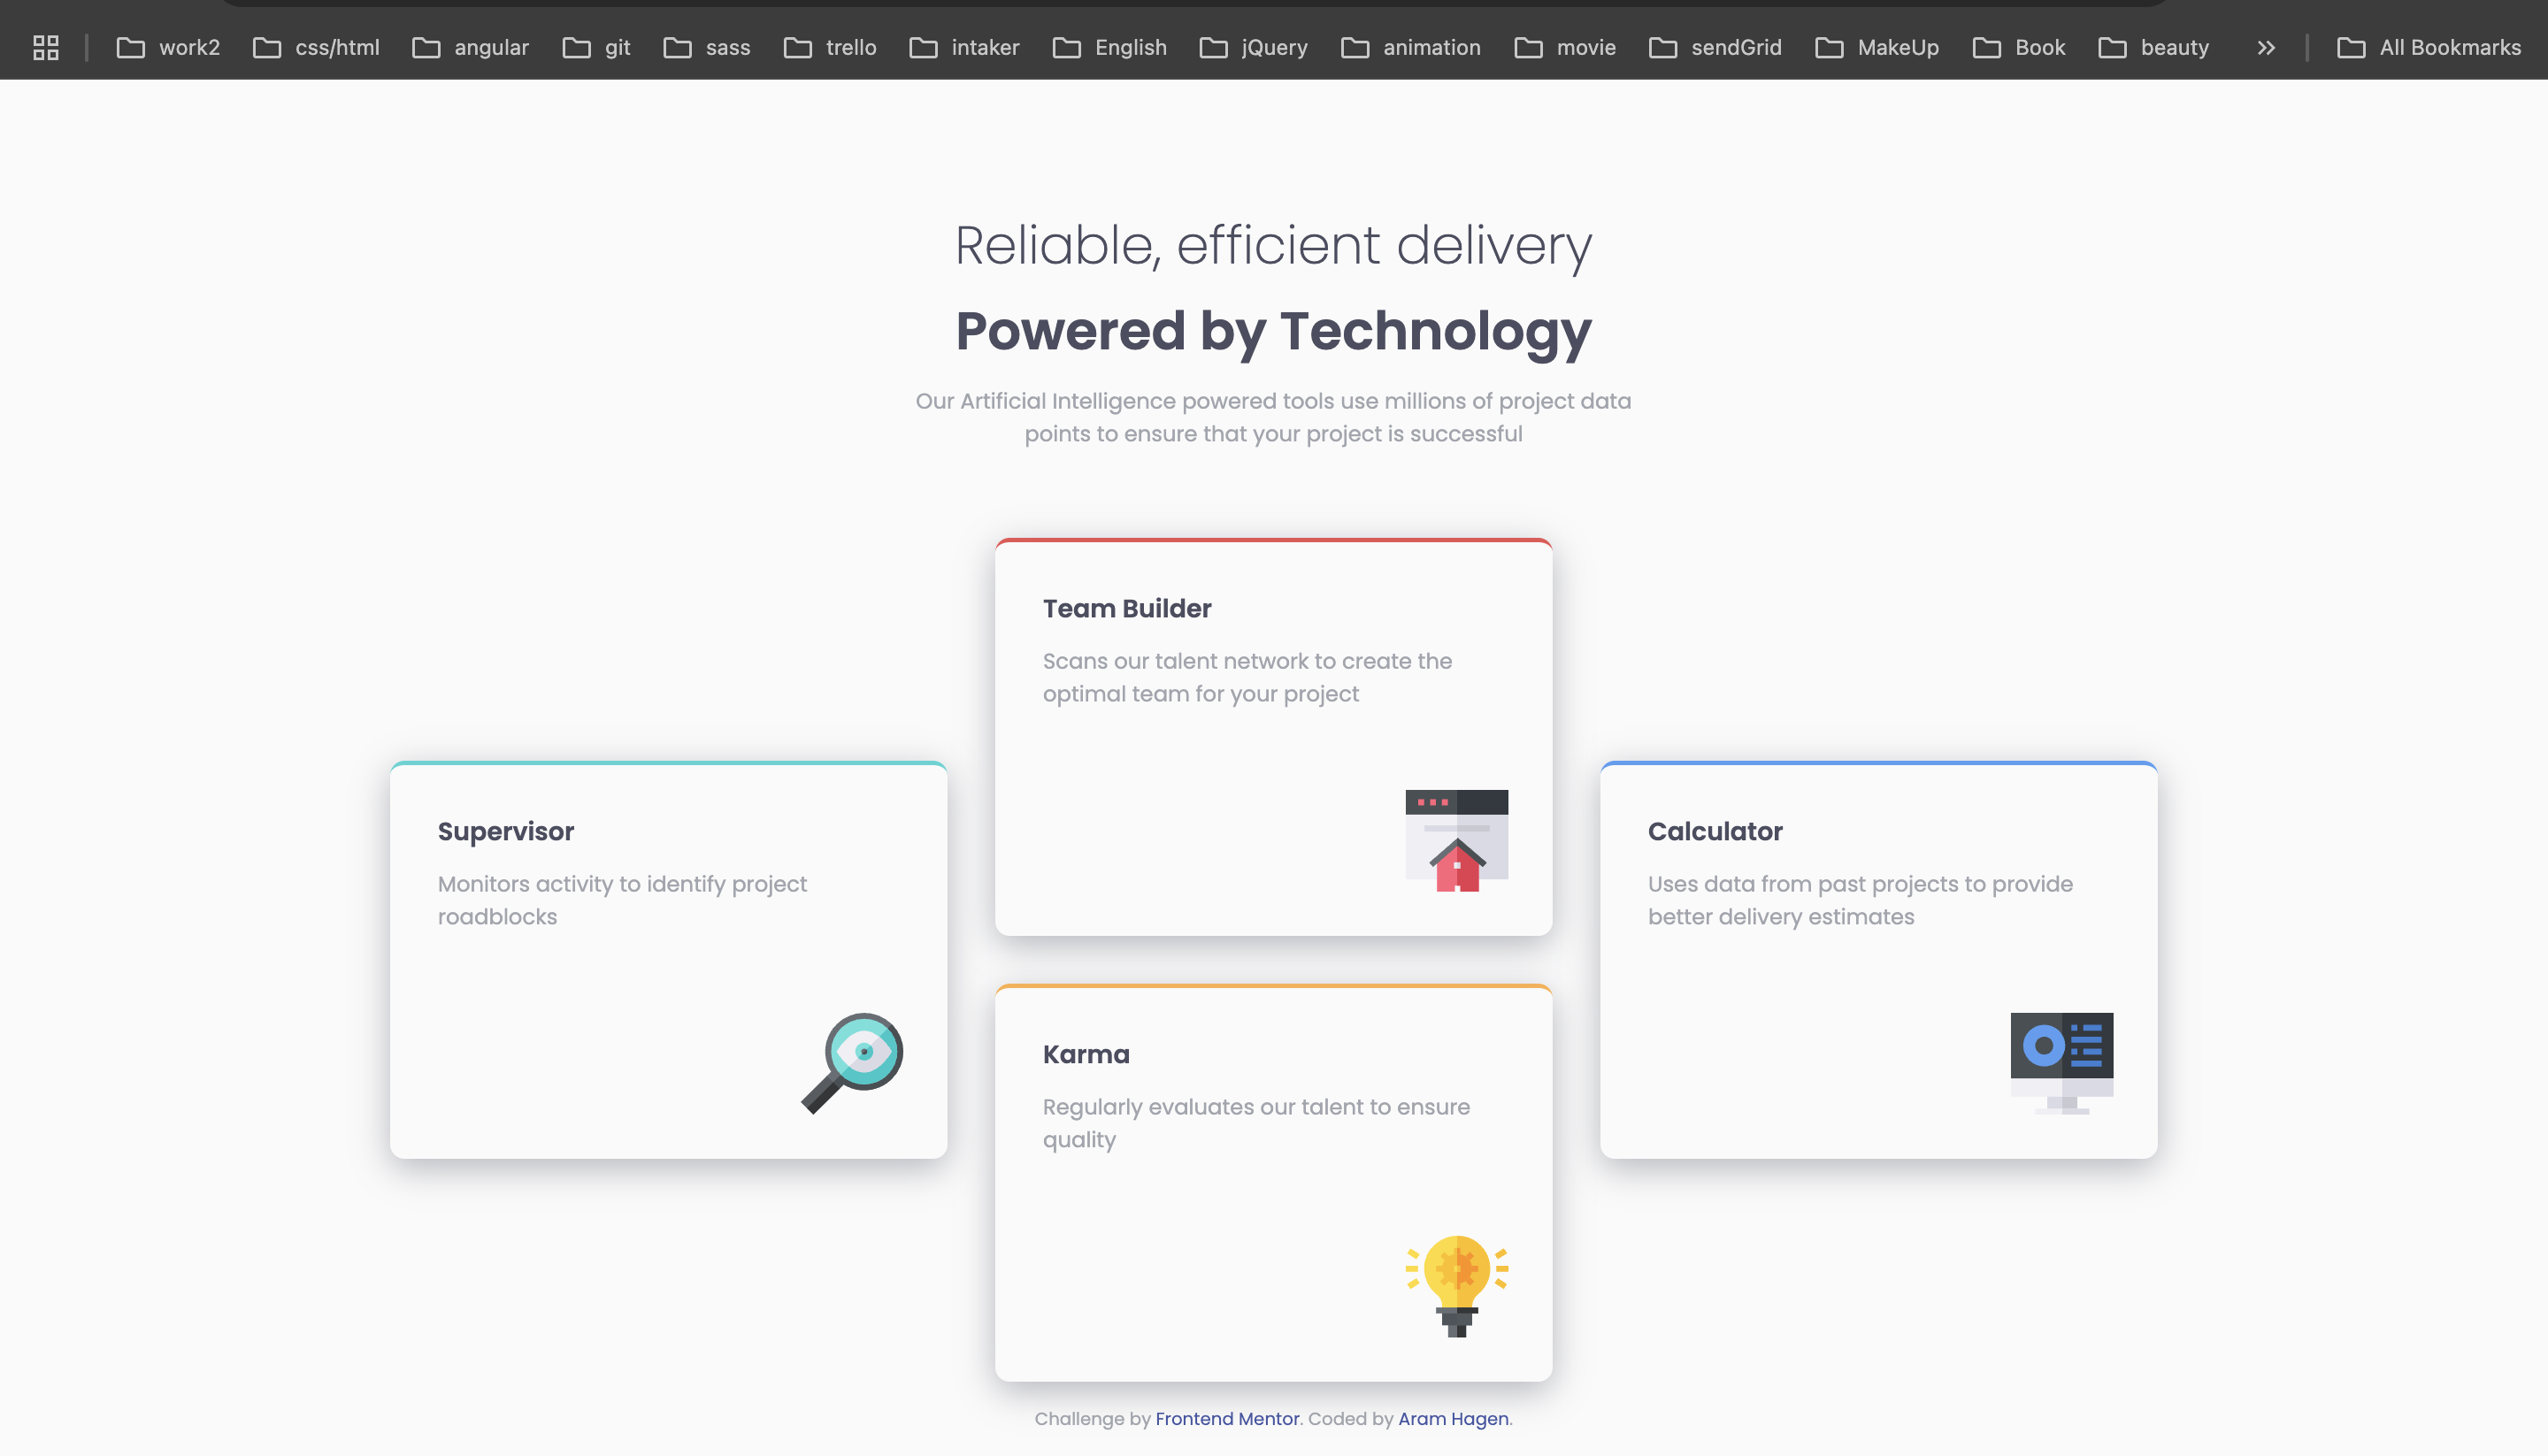 work2 css/html angular git sass trello intaker English jQuery animation movie sendGrid MakeUp Book beauty All Bookmarks
Reliable, efficient delivery
Powered by Technology
Our Artificial Intelligence powered tools use millions of project data
points to ensure that your project is successful
Team Builder
Scans our talent network to create the
optimal team for your project
Supervisor
Monitors activity to identify project
roadblocks
Calculator
Uses data from past projects to provide
better delivery estimates
Karma
Regularly evaluates our talent to ensure
quality
Challenge by Frontend Mentor. Coded by Aram Hagen.